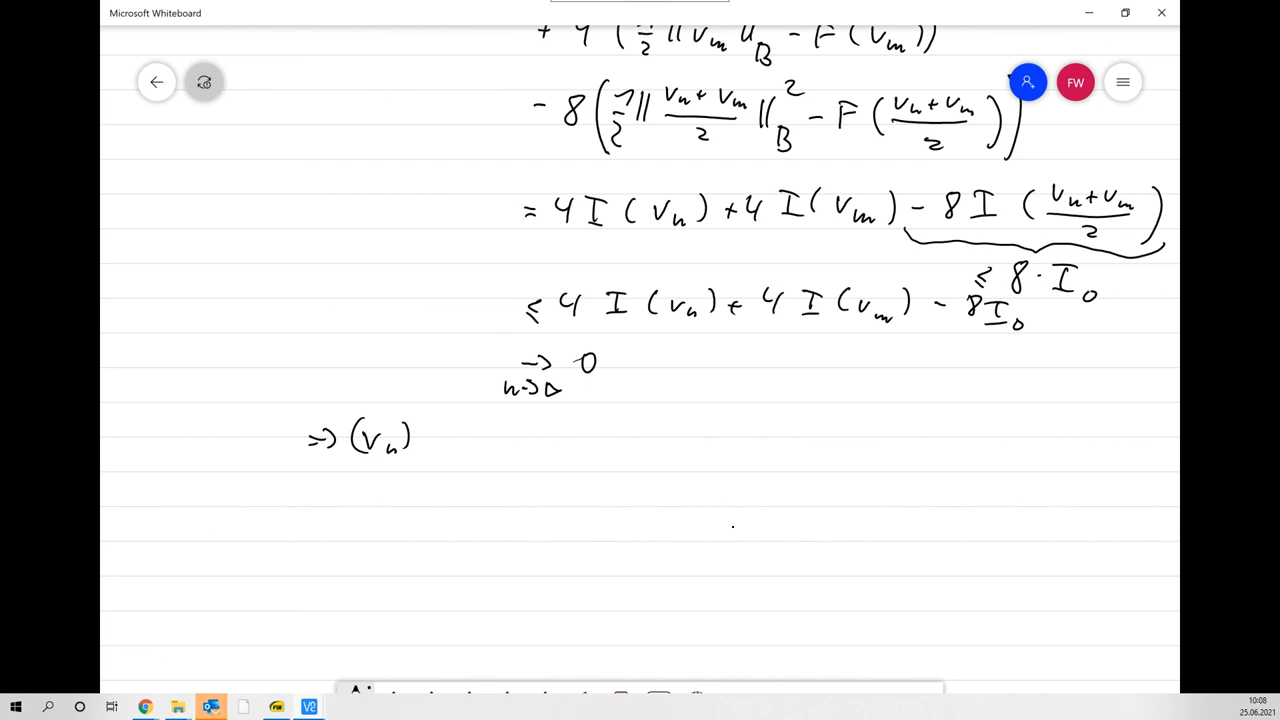 Microsoft Whiteboard
+ 4 ( 1/2 || v_m ||_B - F ( v_m ))
FW
- 8 ( 1/2 || (v_n + v_m)/2 ||_B^2 - F ( (v_n + v_m)/2 ) )
= 4 I ( v_n ) + 4 I ( v_m ) - 8 I ( (v_n + v_m)/2 )
≤ 8 · I_0
≤ 4 I ( v_n ) + 4 I ( v_m ) - 8 I_0
→ 0
n → ∞
⇒ ( v_n )
10:08
25.06.2021